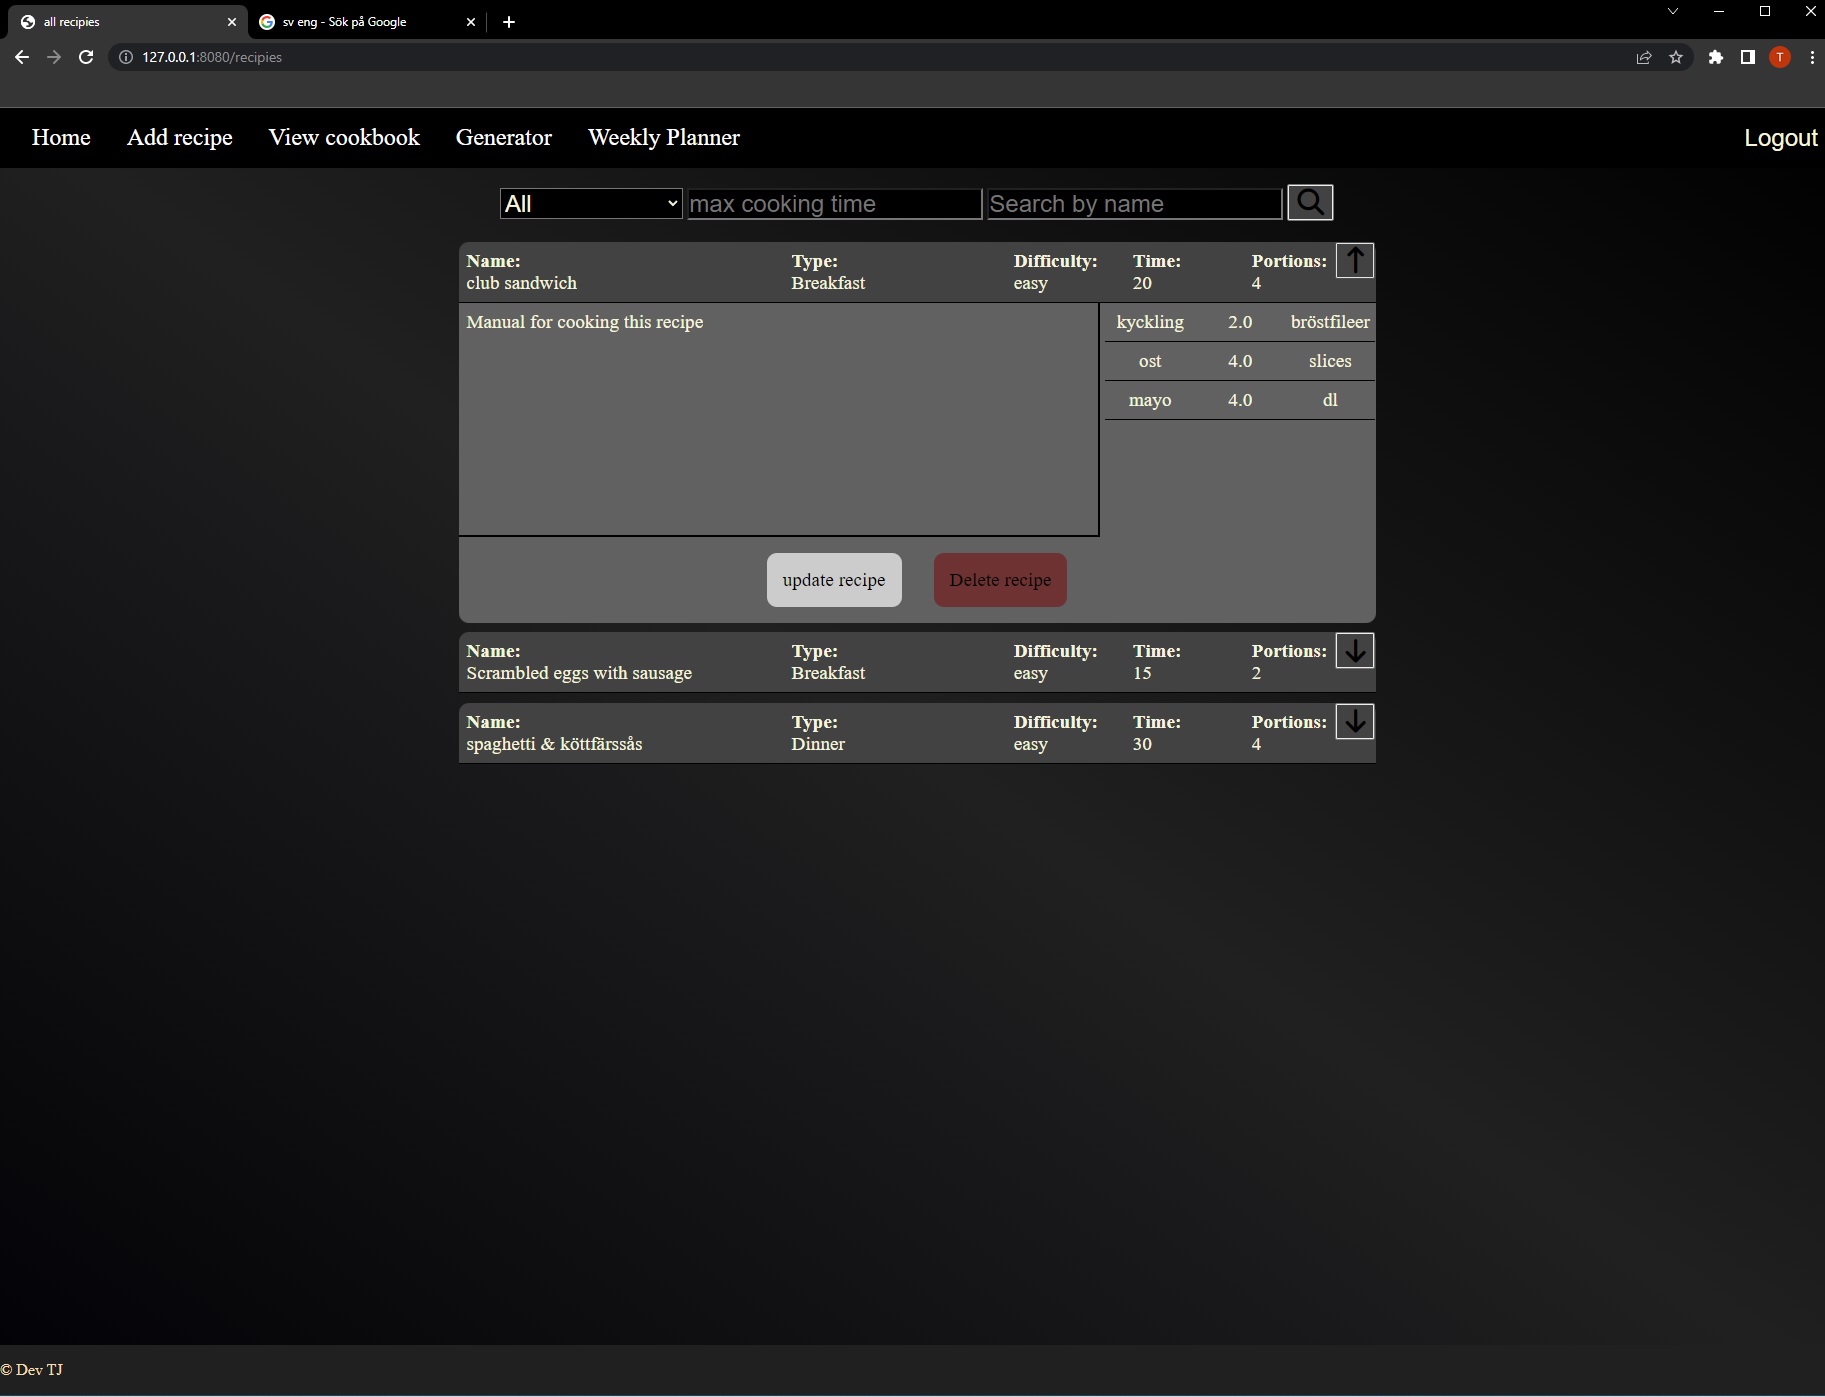 all recipies
sv eng - Sök på Google
127.0.0.1:8080/recipies
T
Home Add recipe View cookbook Generator Weekly Planner Logout
All max cooking time Search by name
Name: Type: Difficulty: Time: Portions:
club sandwich Breakfast easy 20 4
Manual for cooking this recipe
kyckling 2.0 bröstfileer
ost 4.0 slices
mayo 4.0 dl
update recipe Delete recipe
Name: Type: Difficulty: Time: Portions:
Scrambled eggs with sausage Breakfast easy 15 2
Name: Type: Difficulty: Time: Portions:
spaghetti & köttfärssås Dinner easy 30 4
© Dev TJ